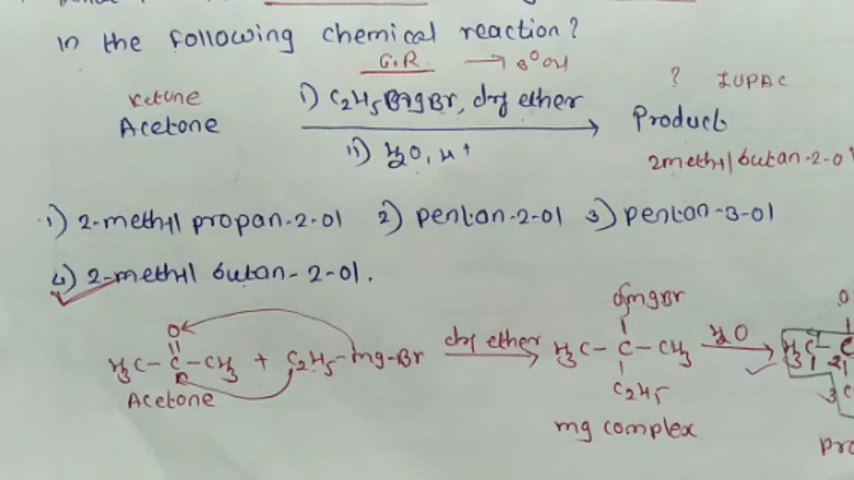 in the following chemical reaction?
G.R → 3°OH
? IUPAC
ketone
i) C2H5MgBr, dry ether
Acetone
Product
ii) H2O, H+
2methyl butan-2-ol
1) 2-methyl propan-2-ol 2) pentan-2-ol 3) pentan-3-ol
4) 2-methyl butan-2-ol.
OMgBr
O
O
dry ether
H2O
H3C-C-CH3 + C2H5-Mg-Br
H3C-C-CH3
H3C
C2H5
Acetone
mg complex